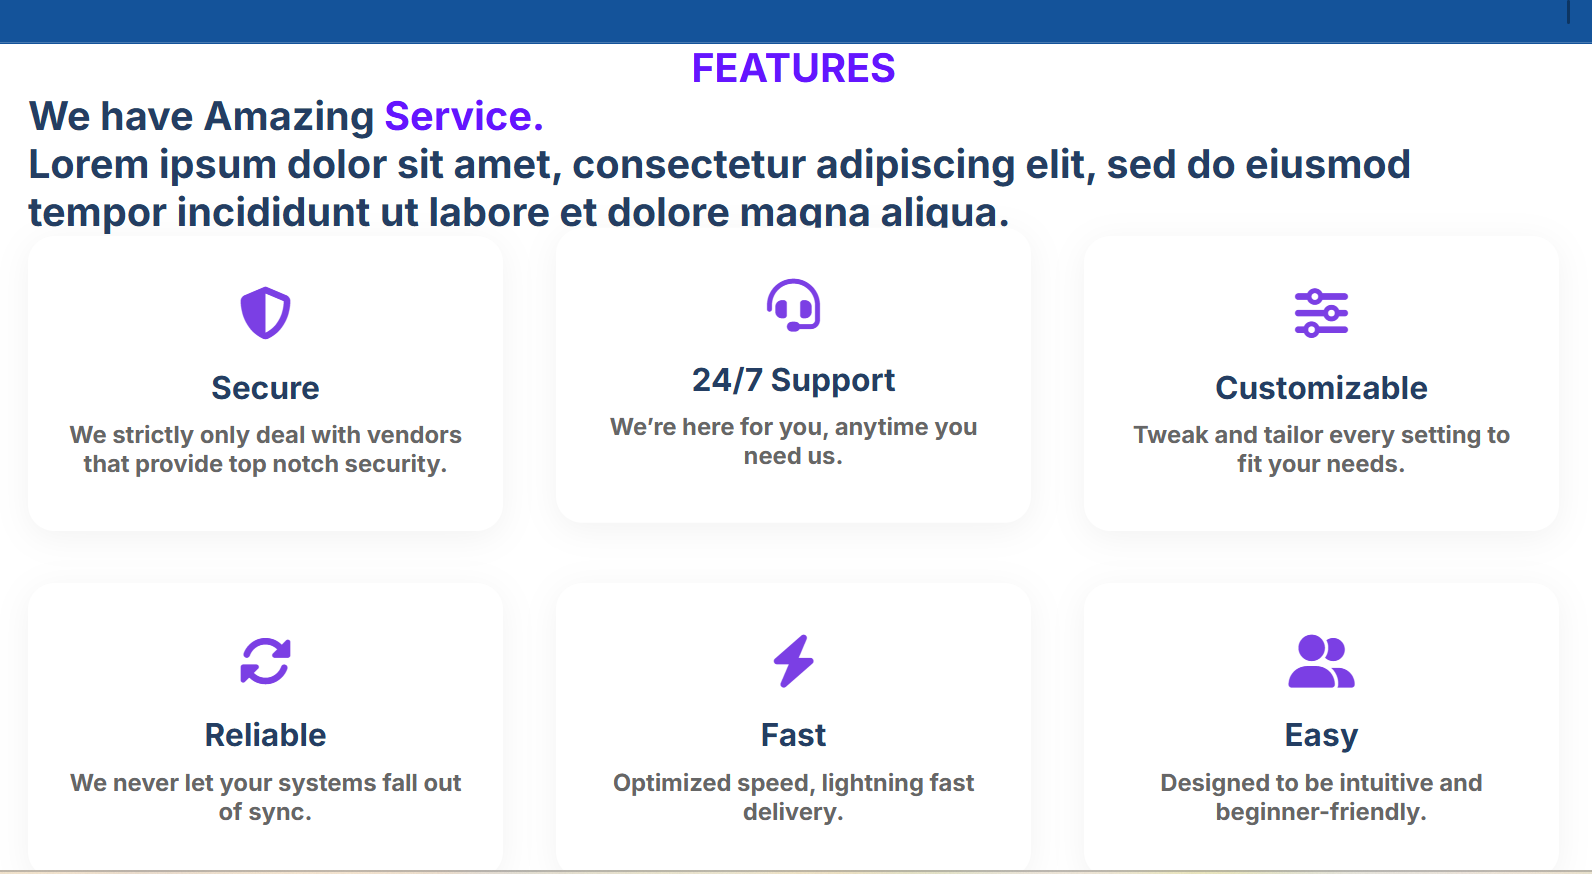 FEATURES
We have Amazing Service.
Lorem ipsum dolor sit amet, consectetur adipiscing elit, sed do eiusmod
tempor incididunt ut labore et dolore magna aliqua.
Secure
We strictly only deal with vendors
that provide top notch security.
24/7 Support
We’re here for you, anytime you
need us.
Customizable
Tweak and tailor every setting to
fit your needs.
Reliable
We never let your systems fall out
of sync.
Fast
Optimized speed, lightning fast
delivery.
Easy
Designed to be intuitive and
beginner-friendly.